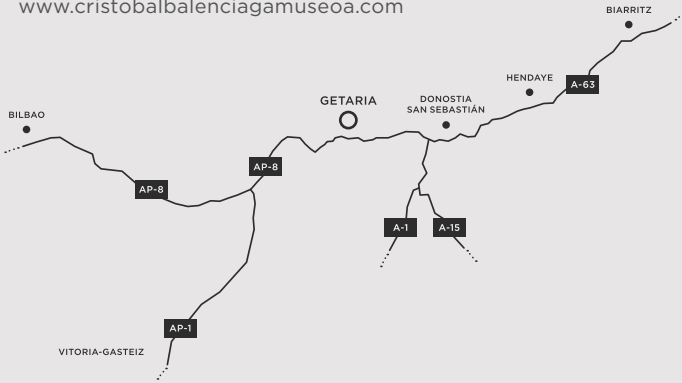 www.cristobalbalenciagamuseoa.com
BIARRITZ
HENDAYE
A-63
GETARIA
DONOSTIA
SAN SEBASTIÁN
BILBAO
AP-8
AP-8
A-1
A-15
AP-1
VITORIA-GASTEIZ